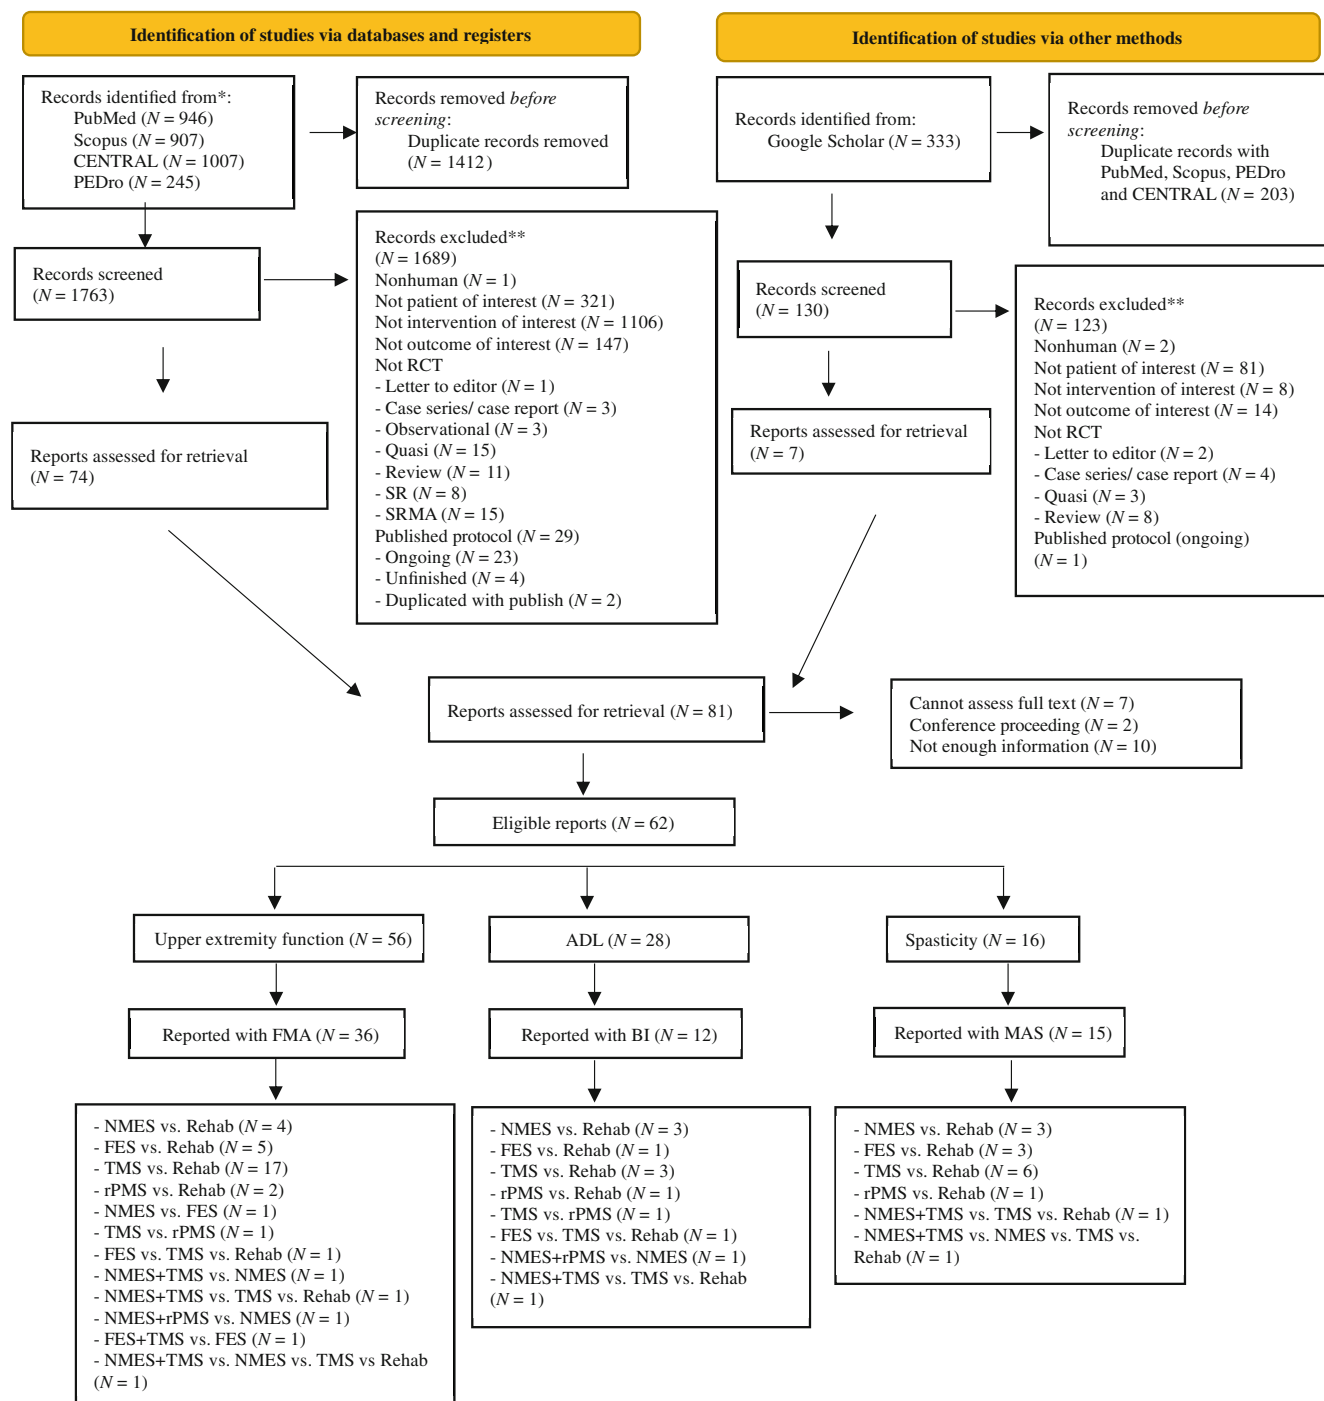 Identification of studies via databases and registers
Identification of studies via other methods
Records identified from*:
PubMed (N = 946)
Scopus (N = 907)
CENTRAL (N = 1007)
PEDro (N = 245)
Records removed before
screening:
Duplicate records removed
(N = 1412)
Records identified from:
Google Scholar (N = 333)
Records removed before
screening:
Duplicate records with
PubMed, Scopus, PEDro
and CENTRAL (N = 203)
Records screened
(N = 1763)
Records excluded**
(N = 1689)
Nonhuman (N = 1)
Not patient of interest (N = 321)
Not intervention of interest (N = 1106)
Not outcome of interest (N = 147)
Not RCT
- Letter to editor (N = 1)
- Case series/ case report (N = 3)
- Observational (N = 3)
- Quasi (N = 15)
- Review (N = 11)
- SR (N = 8)
- SRMA (N = 15)
Published protocol (N = 29)
- Ongoing (N = 23)
- Unfinished (N = 4)
- Duplicated with publish (N = 2)
Records screened
(N = 130)
Records excluded**
(N = 123)
Nonhuman (N = 2)
Not patient of interest (N = 81)
Not intervention of interest (N = 8)
Not outcome of interest (N = 14)
Not RCT
- Letter to editor (N = 2)
- Case series/ case report (N = 4)
- Quasi (N = 3)
- Review (N = 8)
Published protocol (ongoing)
(N = 1)
Reports assessed for retrieval
(N = 74)
Reports assessed for retrieval
(N = 7)
Reports assessed for retrieval (N = 81)
Cannot assess full text (N = 7)
Conference proceeding (N = 2)
Not enough information (N = 10)
Eligible reports (N = 62)
Upper extremity function (N = 56)
ADL (N = 28)
Spasticity (N = 16)
Reported with FMA (N = 36)
Reported with BI (N = 12)
Reported with MAS (N = 15)
- NMES vs. Rehab (N = 4)
- FES vs. Rehab (N = 5)
- TMS vs. Rehab (N = 17)
- rPMS vs. Rehab (N = 2)
- NMES vs. FES (N = 1)
- TMS vs. rPMS (N = 1)
- FES vs. TMS vs. Rehab (N = 1)
- NMES+TMS vs. NMES (N = 1)
- NMES+TMS vs. TMS vs. Rehab (N = 1)
- NMES+rPMS vs. NMES (N = 1)
- FES+TMS vs. FES (N = 1)
- NMES+TMS vs. NMES vs. TMS vs Rehab
(N = 1)
- NMES vs. Rehab (N = 3)
- FES vs. Rehab (N = 1)
- TMS vs. Rehab (N = 3)
- rPMS vs. Rehab (N = 1)
- TMS vs. rPMS (N = 1)
- FES vs. TMS vs. Rehab (N = 1)
- NMES+rPMS vs. NMES (N = 1)
- NMES+TMS vs. TMS vs. Rehab
(N = 1)
- NMES vs. Rehab (N = 3)
- FES vs. Rehab (N = 3)
- TMS vs. Rehab (N = 6)
- rPMS vs. Rehab (N = 1)
- NMES+TMS vs. TMS vs. Rehab (N = 1)
- NMES+TMS vs. NMES vs. TMS vs.
Rehab (N = 1)